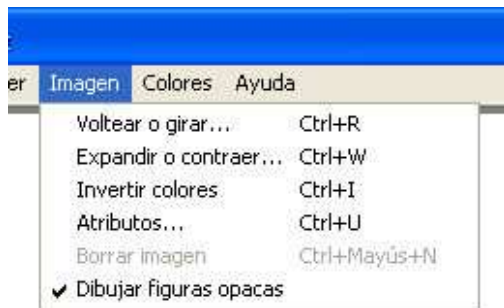 er Imagen Colores Ayuda
Voltear o girar... Ctrl+R
Expandir o contraer... Ctrl+W
Invertir colores Ctrl+I
Atributos... Ctrl+U
Borrar imagen Ctrl+Mayús+N
Dibujar figuras opacas